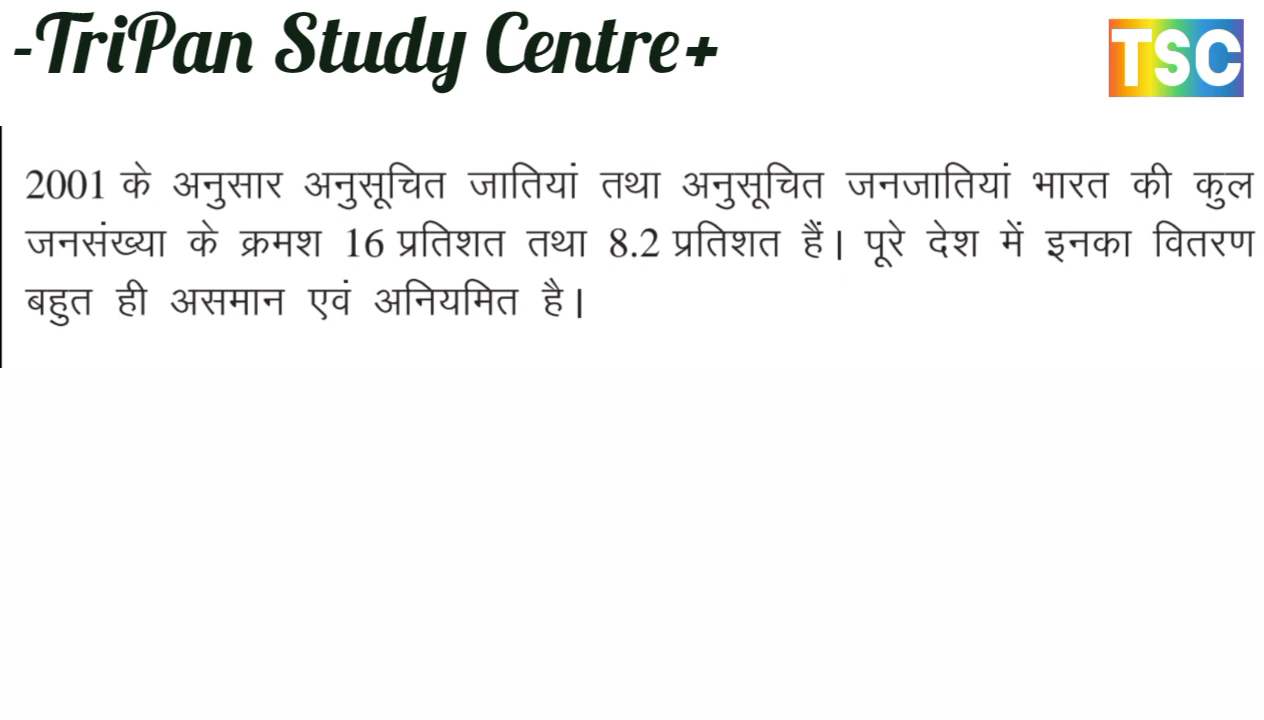 -TriPan Study Centre+
TSC
2001 के अनुसार अनुसूचित जातियां तथा अनुसूचित जनजातियां भारत की कुल
जनसंख्या के क्रमश 16 प्रतिशत तथा 8.2 प्रतिशत हैं। पूरे देश में इनका वितरण
बहुत ही असमान एवं अनियमित है।